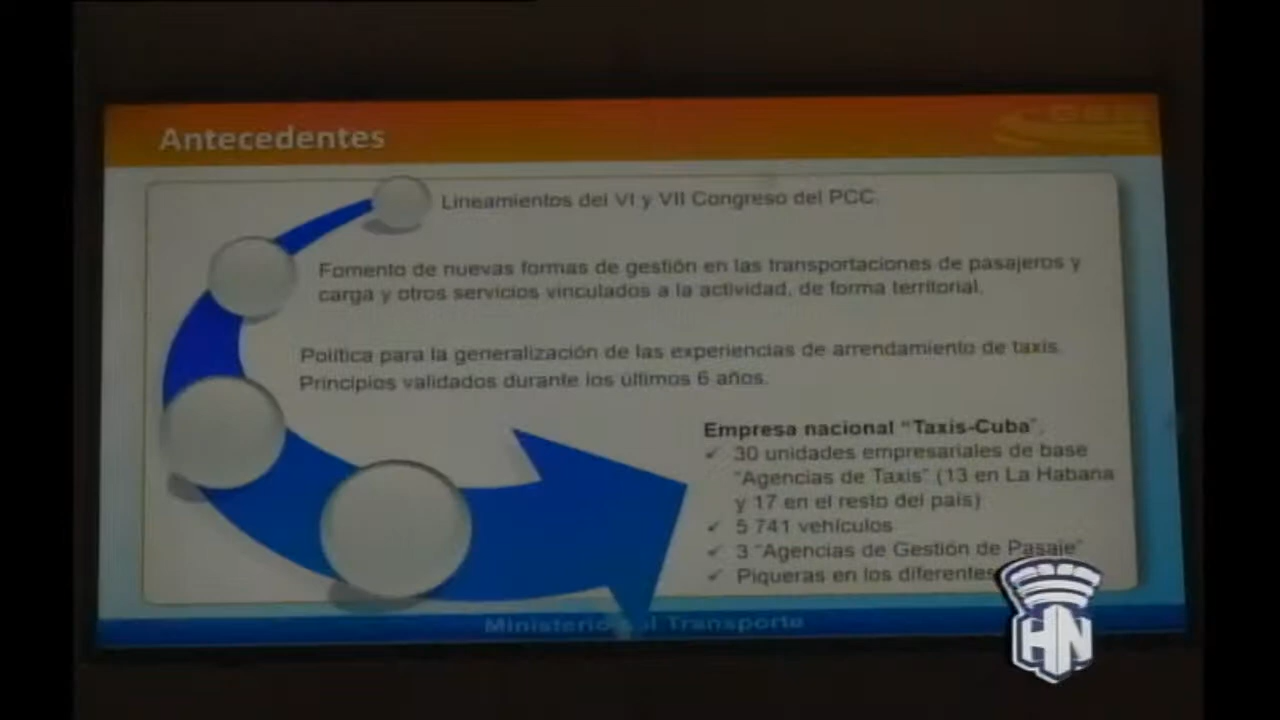 Antecedentes
Lineamientos del VI y VII Congreso del PCC.
Fomento de nuevas formas de gestión en las transportaciones de pasajeros y
carga y otros servicios vinculados a la actividad, de forma territorial.
Política para la generalización de las experiencias de arrendamiento de taxis.
Principios validados durante los últimos 6 años.
Empresa nacional “Taxis-Cuba”.
✓ 30 unidades empresariales de base
“Agencias de Taxis” (13 en La Habana
y 17 en el resto del país)
✓ 5 741 vehículos
✓ 3 “Agencias de Gestión de Pasaje”
✓ Piqueras en los diferentes
Ministerio del Transporte
HN